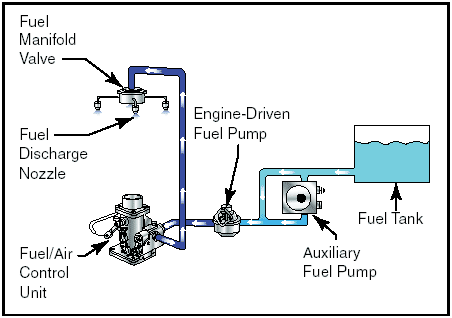 Fuel
Manifold
Valve
Engine-Driven
Fuel Pump
Fuel
Discharge
Nozzle
Fuel Tank
Fuel/Air
Control
Unit
Auxiliary
Fuel Pump